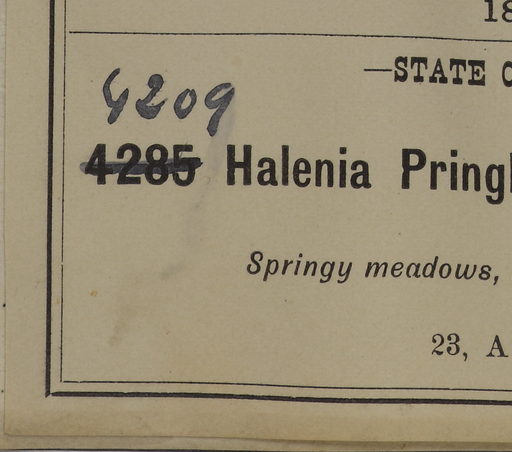 18
—STATE
4209
4285 Halenia Pringl
Springy meadows,
23, A